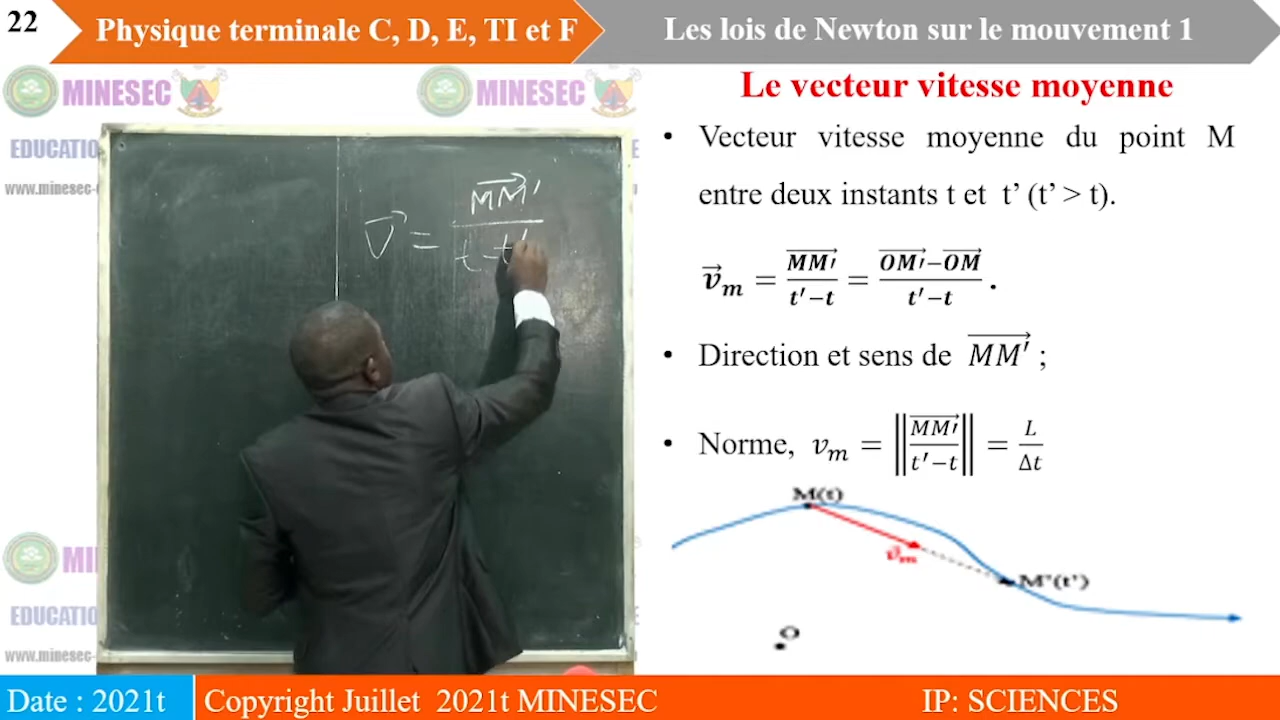 22
Physique terminale C, D, E, TI et F
Les lois de Newton sur le mouvement 1
MINESEC
MINESEC
EDUCATIO
www.minesec-
V = MM' / t - t'
MI
EDUCATIO
www.minesec-
Le vecteur vitesse moyenne
• Vecteur vitesse moyenne du point M
entre deux instants t et t' (t' > t).
v⃗m = MM'/t'−t = OM'−OM/t'−t .
• Direction et sens de MM' ;
• Norme, vm = ‖MM'/t'−t‖ = L/Δt
M(t)
v⃗m
M'(t')
O
Date : 2021t
Copyright Juillet 2021t MINESEC
IP: SCIENCES